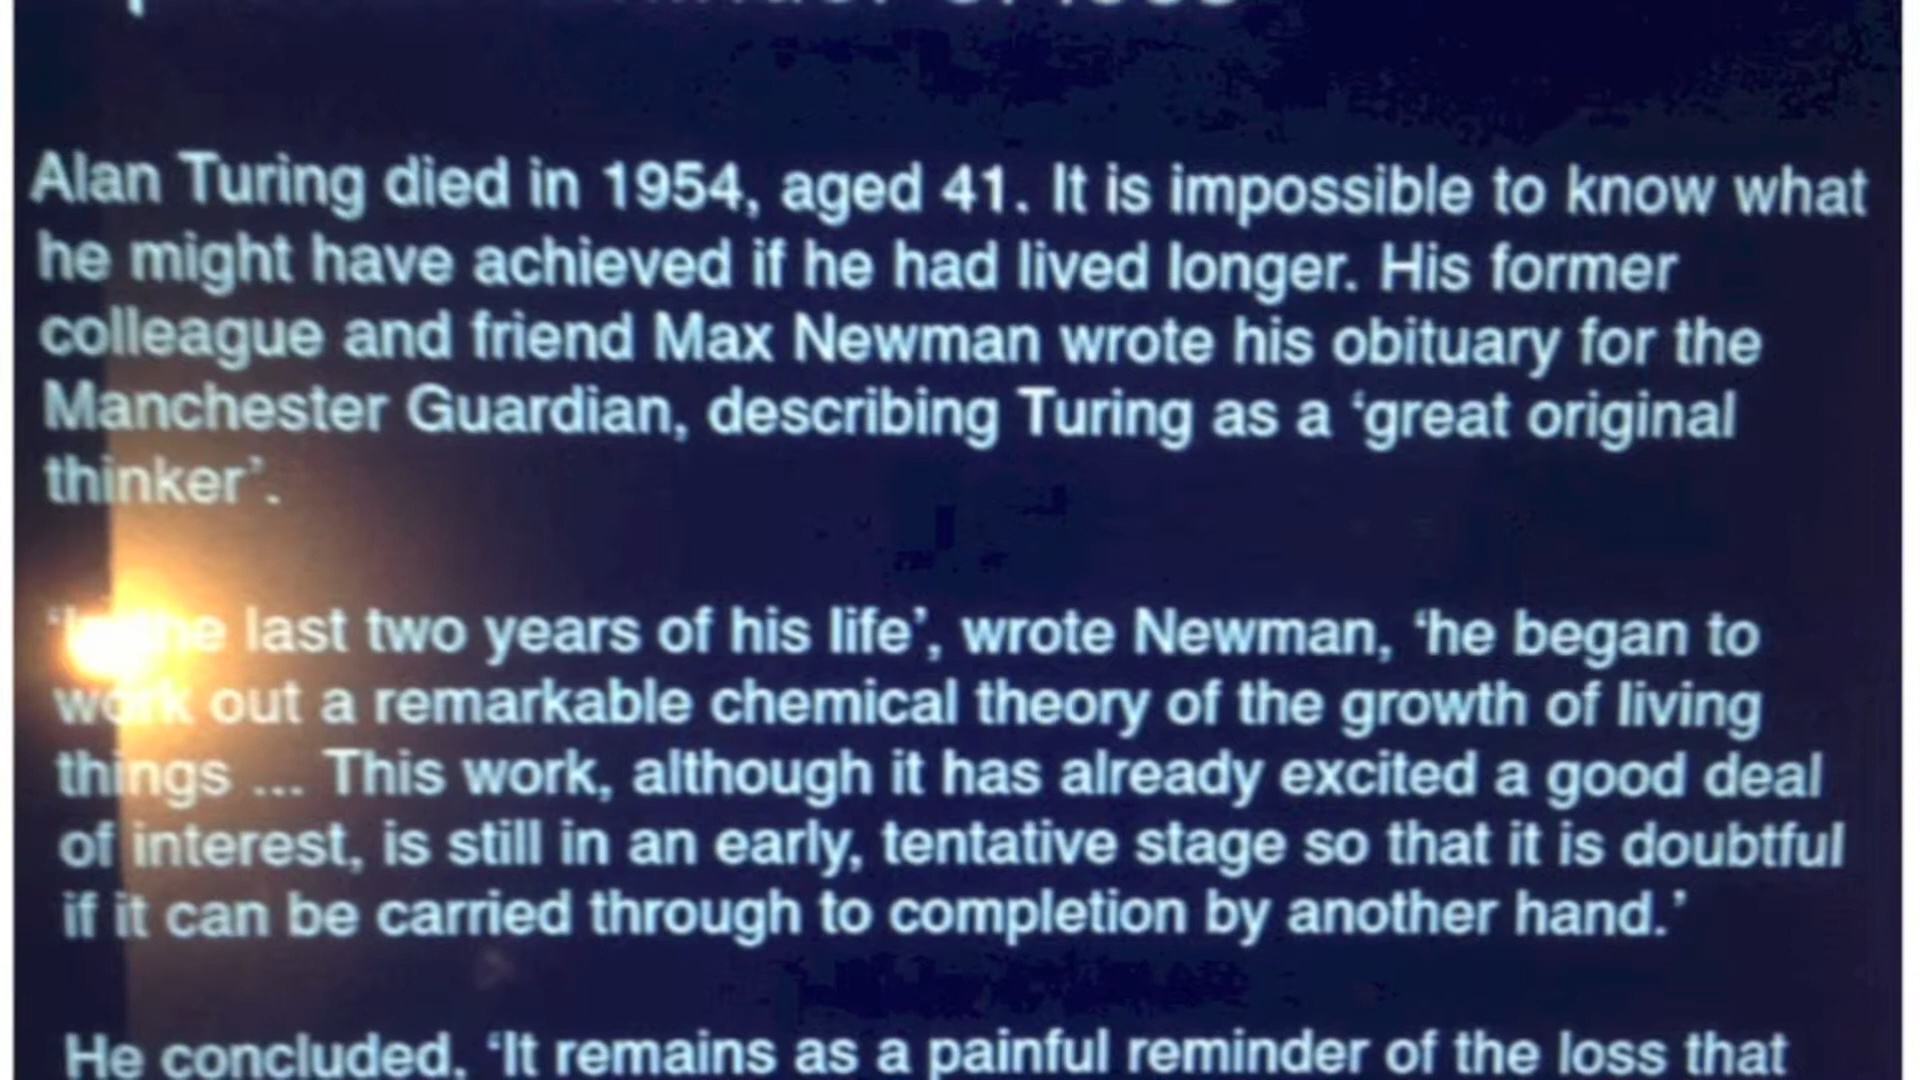 Alan Turing died in 1954, aged 41. It is impossible to know what
he might have achieved if he had lived longer. His former
colleague and friend Max Newman wrote his obituary for the
Manchester Guardian, describing Turing as a ‘great original
thinker’.
‘In the last two years of his life’, wrote Newman, ‘he began to
work out a remarkable chemical theory of the growth of living
things ... This work, although it has already excited a good deal
of interest, is still in an early, tentative stage so that it is doubtful
if it can be carried through to completion by another hand.’
He concluded, ‘It remains as a painful reminder of the loss that